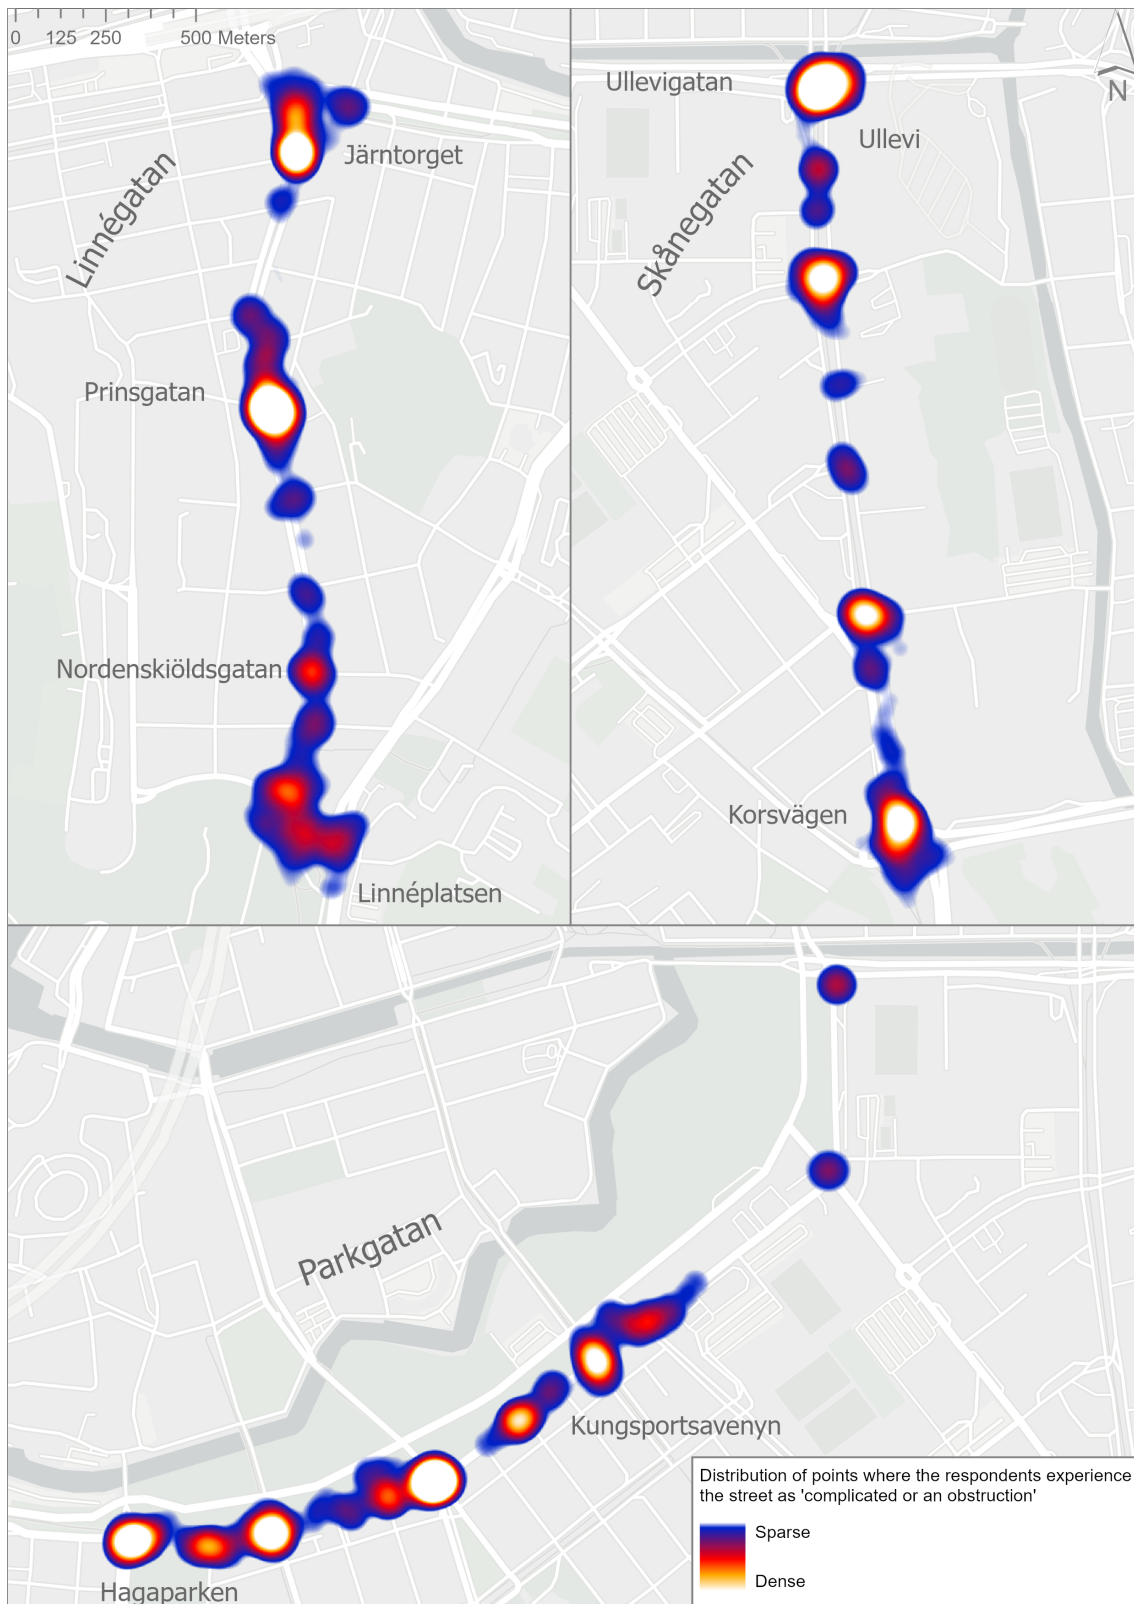 0 125 250 500 Meters
Ullevigatan
N
Ullevi
Järntorget
Linnégatan
Skånegatan
Prinsgatan
Nordenskiöldsgatan
Korsvägen
Linnéplatsen
Parkgatan
Kungsportsavenyn
Hagaparken
Distribution of points where the respondents experience
the street as 'complicated or an obstruction'
Sparse
Dense